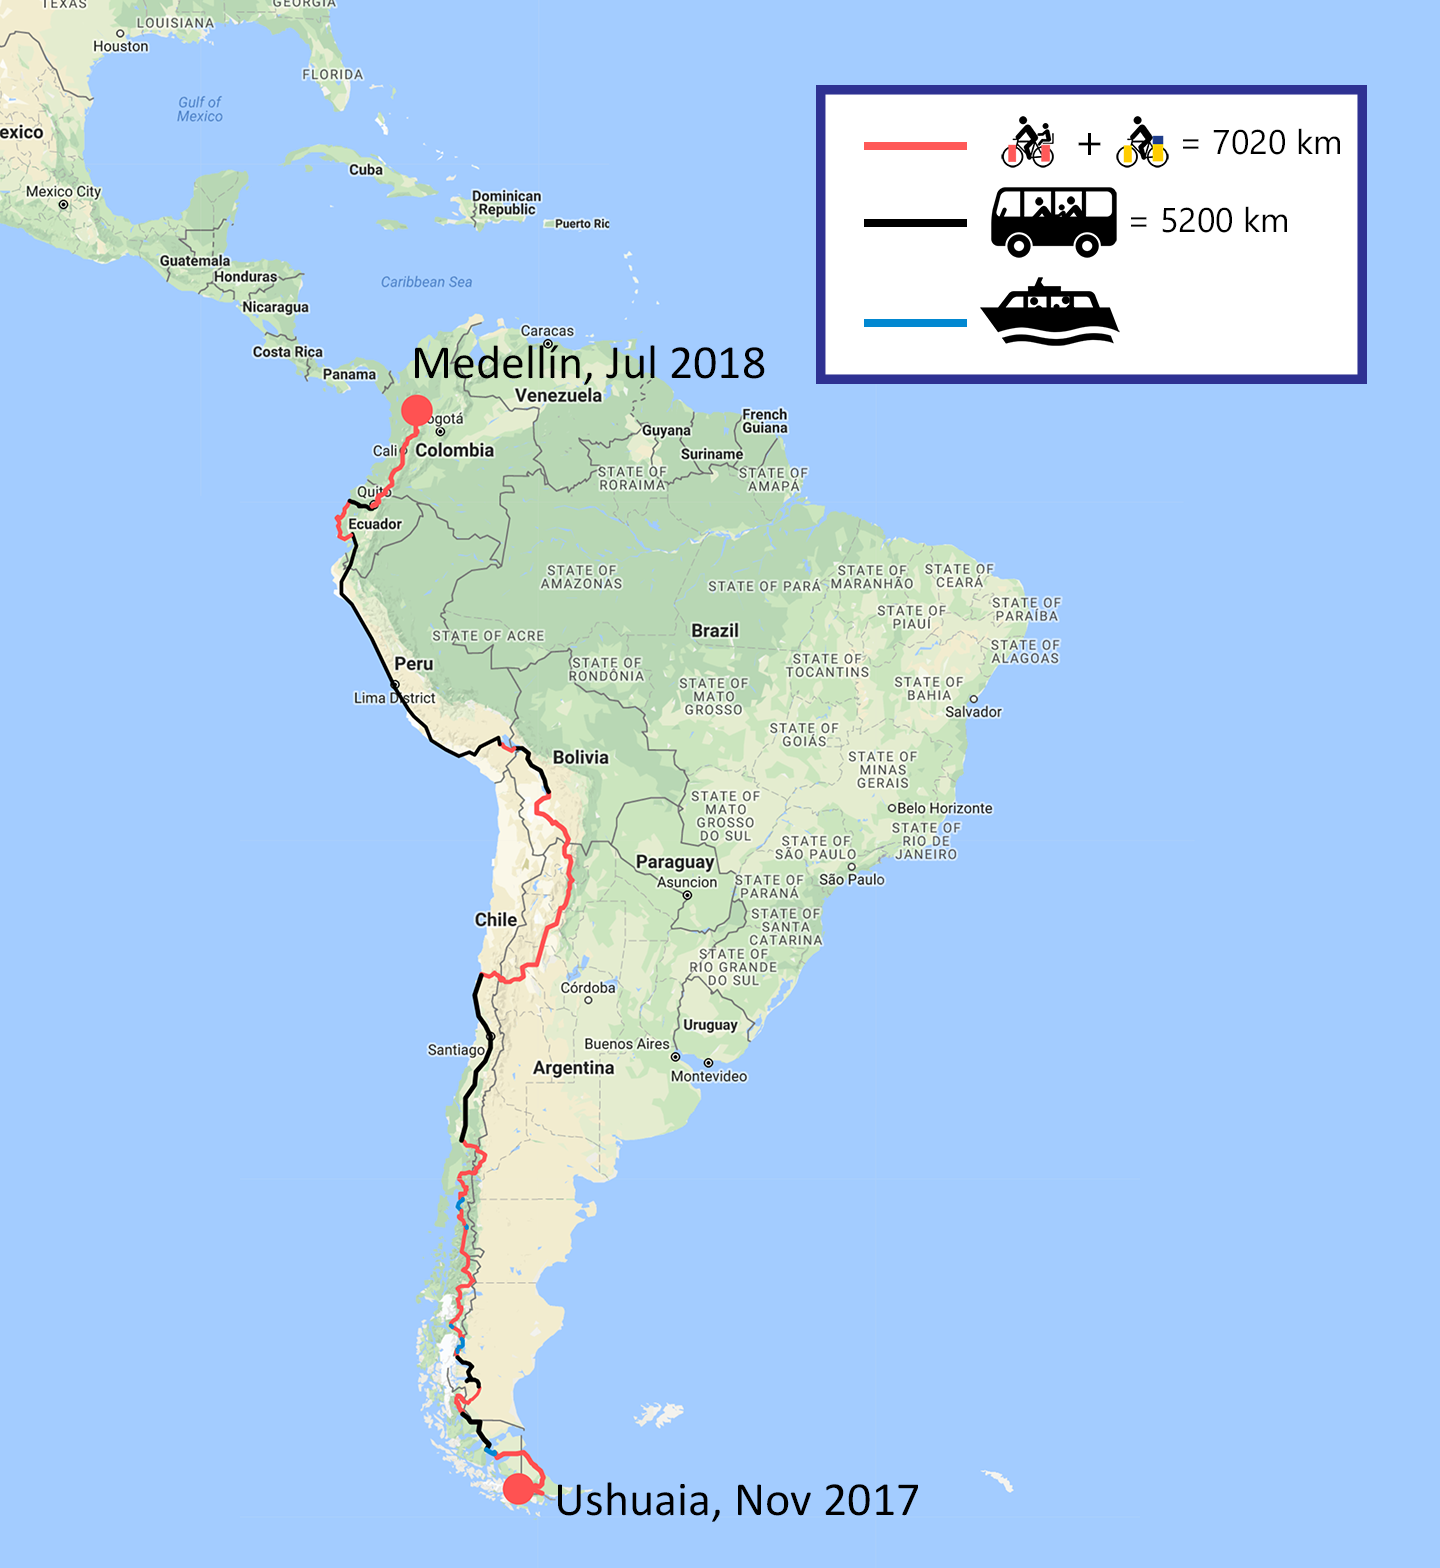 TEXAS
LOUISIANA
GEORGIA
Houston
FLORIDA
Gulf of
Mexico
exico
Mexico City
Cuba
Dominican
Republic
Puerto Ric
Guatemala
Honduras
Nicaragua
Caribbean Sea
Costa Rica
Panama
Caracas
= 7020 km
+
= 5200 km
Medellín, Jul 2018
Venezuela
ogotá
Cali
Colombia
Guyana
Suriname
French
Guiana
STATE OF
RORAIMA
STATE OF
AMAPÁ
Quito
Ecuador
STATE OF
AMAZONAS
STATE OF PARÁ
STATE OF
MARANHÃO
STATE OF
CEARÁ
STATE OF
PIAUÍ
STATE OF
PARAÍBA
STATE OF
ALAGOAS
STATE OF ACRE
Brazil
Peru
Lima District
STATE OF
RONDÔNIA
STATE OF
MATO
GROSSO
STATE OF
TOCANTINS
STATE OF
BAHIA
Salvador
STATE OF
GOIÁS
Bolivia
STATE OF
MINAS
GERAIS
STATE OF
MATO
GROSSO
DO SUL
Belo Horizonte
STATE OF
RIO DE
JANEIRO
STATE OF
SÃO PAULO
São Paulo
Paraguay
Asuncion
STATE OF
PARANÁ
Chile
STATE OF
SANTA
CATARINA
STATE OF
RIO GRANDE
DO SUL
Córdoba
Uruguay
Santiago
Buenos Aires
Montevideo
Argentina
Ushuaia, Nov 2017